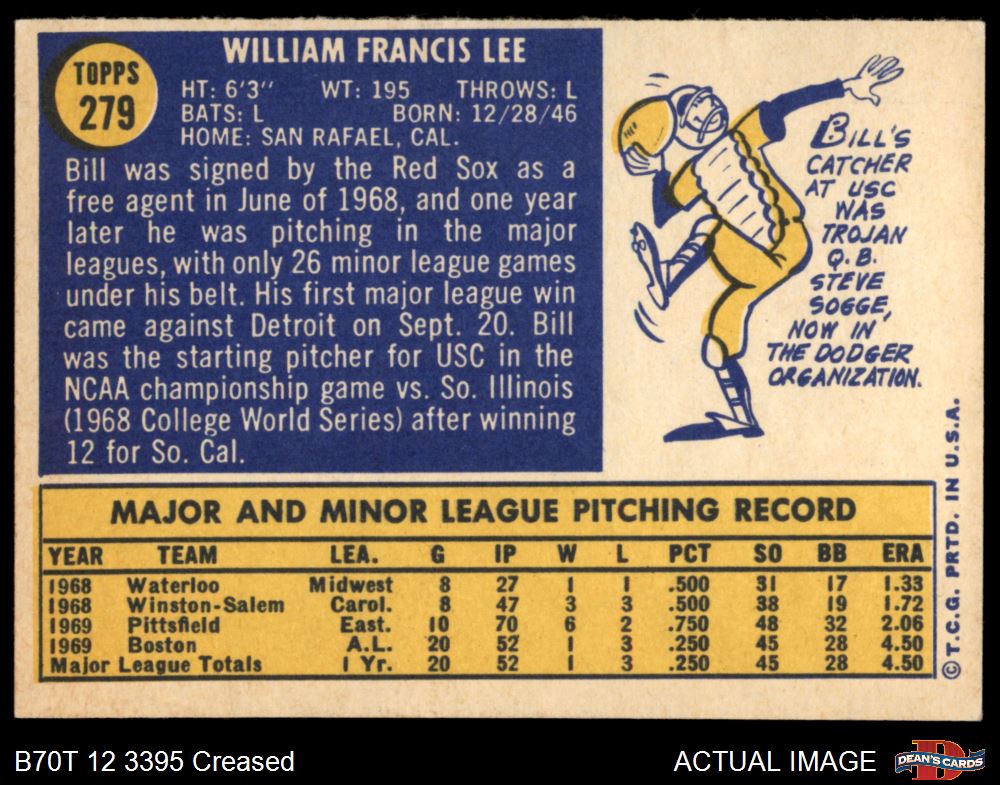 TOPPS
279
WILLIAM FRANCIS LEE
HT: 6'3" WT: 195 THROWS: L
BATS: L BORN: 12/28/46
HOME: SAN RAFAEL, CAL.
Bill was signed by the Red Sox as a
free agent in June of 1968, and one year
later he was pitching in the major
leagues, with only 26 minor league games
under his belt. His first major league win
came against Detroit on Sept. 20. Bill
was the starting pitcher for USC in the
NCAA championship game vs. So. Illinois
(1968 College World Series) after winning
12 for So. Cal.
BILL'S
CATCHER
AT USC
WAS
TROJAN
Q.B.
STEVE
SOGGE,
NOW IN
THE DODGER
ORGANIZATION.
MAJOR AND MINOR LEAGUE PITCHING RECORD
YEAR TEAM LEA. G IP W L PCT SO BB ERA
1968 Waterloo Midwest 8 27 1 1 .500 31 17 1.33
1968 Winston-Salem Carol. 8 47 3 3 .500 38 19 1.72
1969 Pittsfield East. 10 70 6 2 .750 48 32 2.06
1969 Boston A.L. 20 52 1 3 .250 45 28 4.50
Major League Totals 1 Yr. 20 52 1 3 .250 45 28 4.50
© T.C.G. PRTD. IN U.S.A.
B70T 12 3395 Creased
ACTUAL IMAGE
D
DEAN'S CARDS